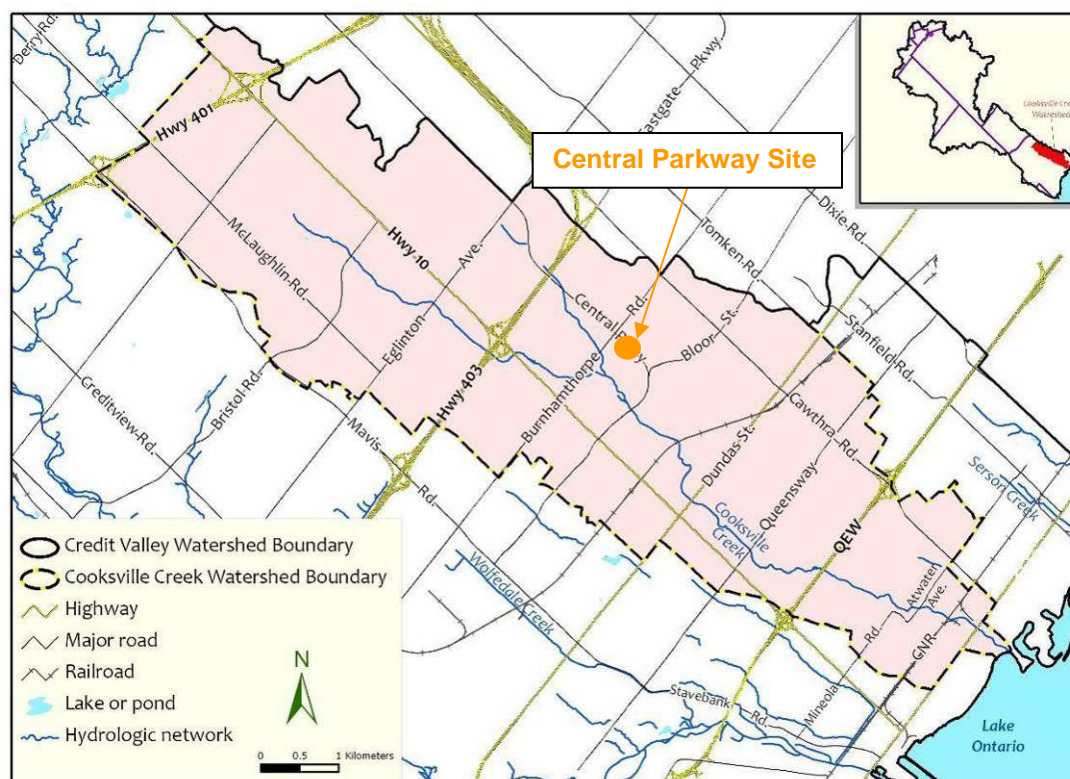 Derry Rd.
Hwy 401
Eastgate Pkwy
Central Parkway Site
Cooksville Creek
Watershed
Dixie Rd.
Tomken Rd.
McLaughlin Rd.
Hwy 10
Eglinton Ave.
Central Pkwy
Burnhamthorpe Rd.
Bloor St.
Stanfield Rd.
Creditview Rd.
Bristol Rd.
Mavis Rd.
Hwy 403
Dundas St.
Queensway
Cawthra Rd.
Serson Creek
Cooksville
Creek
QEW
Wolfedale Creek
Atwater
Ave.
CNR
Mineola Rd.
Stavebank Rd.
Lake
Ontario
Credit Valley Watershed Boundary
Cooksville Creek Watershed Boundary
Highway
Major road
Railroad
Lake or pond
Hydrologic network
N
0 0.5 1 Kilometers